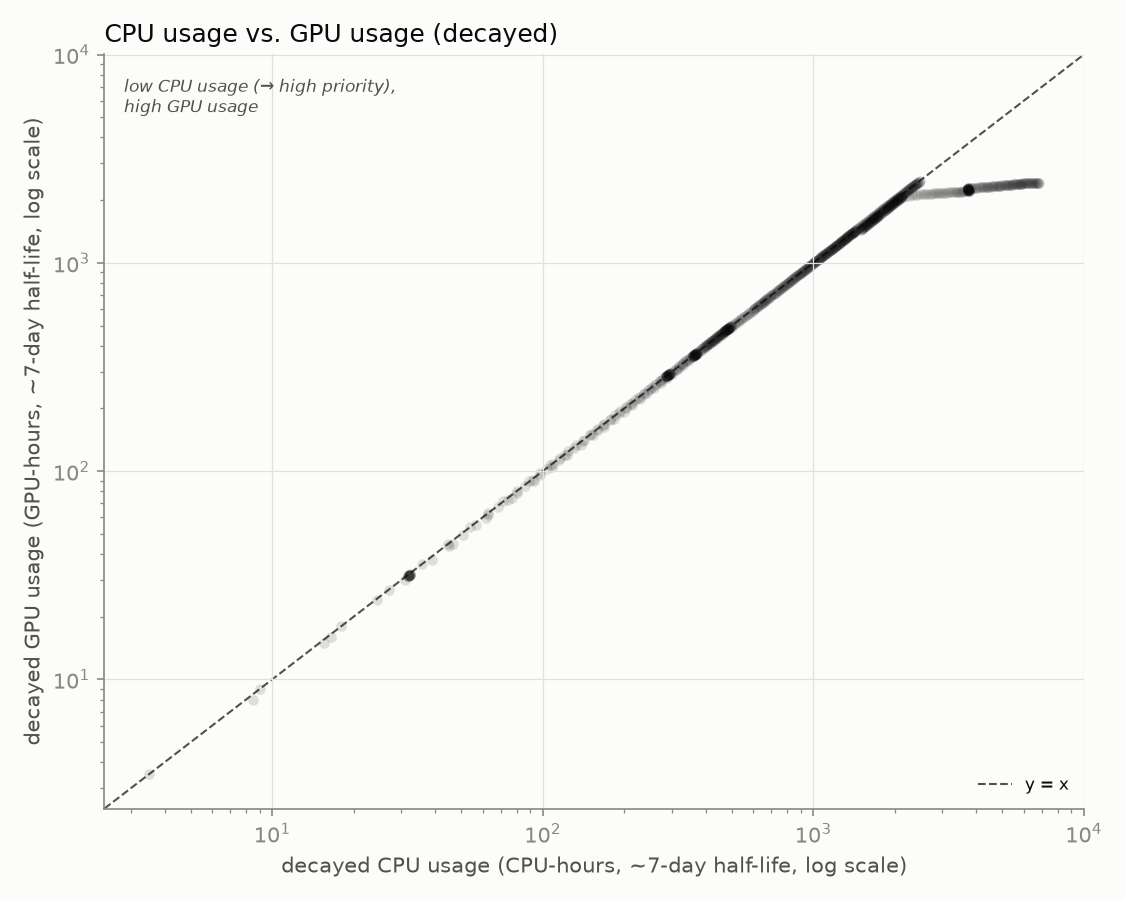 CPU usage vs. GPU usage (decayed)
low CPU usage (→ high priority),
high GPU usage
decayed GPU usage (GPU-hours, ~7-day half-life, log scale)
10⁴
10³
10²
10¹
y = x
10¹ 10² 10³ 10⁴
decayed CPU usage (CPU-hours, ~7-day half-life, log scale)